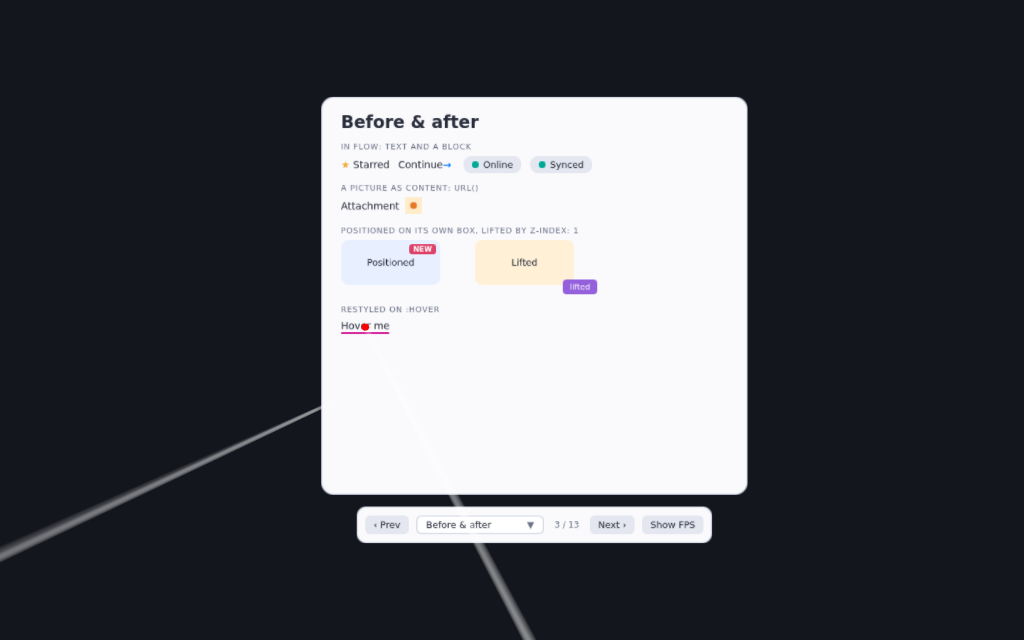 Before & after
IN FLOW: TEXT AND A BLOCK
★ Starred Continue→ Online Synced
A PICTURE AS CONTENT: URL()
Attachment
POSITIONED ON ITS OWN BOX, LIFTED BY Z-INDEX: 1
NEW
Positioned Lifted
lifted
RESTYLED ON :HOVER
Hover me
‹ Prev Before & after ▼ 3 / 13 Next › Show FPS